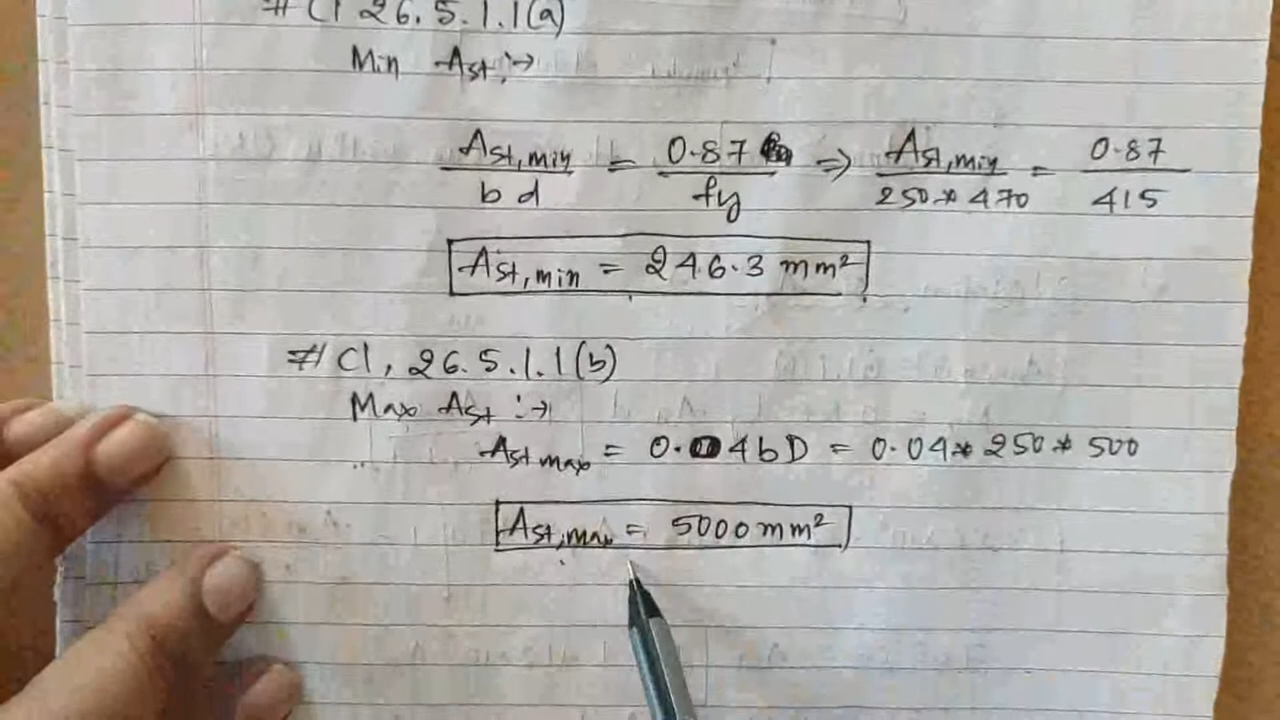 # Cl 26.5.1.1(a)
Min Ast :→
Ast,min / b d = 0.87 / fy ⇒ Ast,min / 250 * 470 = 0.87 / 415
Ast,min = 246.3 mm²
# Cl, 26.5.1.1(b)
Max Ast :→
Ast max = 0.04bD = 0.04 * 250 * 500
Ast,max = 5000 mm²